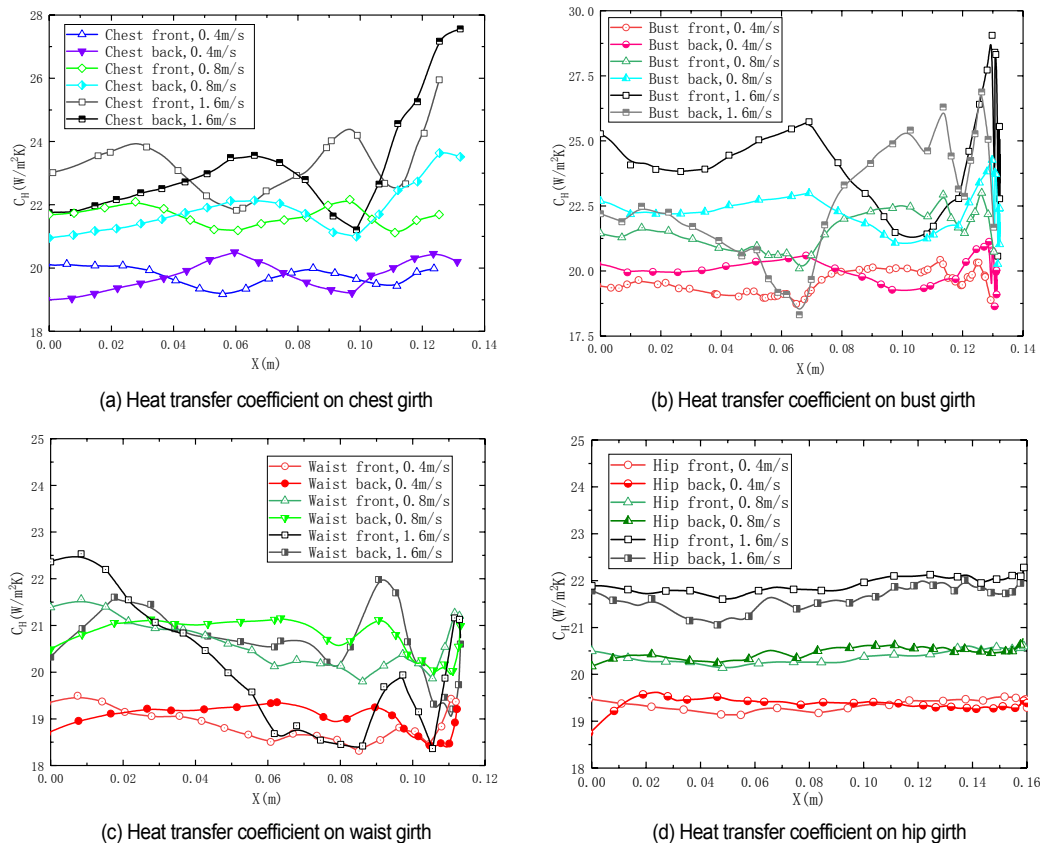 28
26
24
22
20
18
C_H(W/m²K)
Chest front,0.4m/s
Chest back,0.4m/s
Chest front,0.8m/s
Chest back,0.8m/s
Chest front,1.6m/s
Chest back,1.6m/s
0.00 0.02 0.04 0.06 0.08 0.10 0.12 0.14
X(m)
(a) Heat transfer coefficient on chest girth
30.0
27.5
25.0
22.5
20.0
17.5
C_H(W/m²K)
Bust front,0.4m/s
Bust back,0.4m/s
Bust front,0.8m/s
Bust back,0.8m/s
Bust front,1.6m/s
Bust back,1.6m/s
0.00 0.02 0.04 0.06 0.08 0.10 0.12 0.14
X(m)
(b) Heat transfer coefficient on bust girth
25
24
23
22
21
20
19
18
C_H(W/m²K)
Waist front,0.4m/s
Waist back,0.4m/s
Waist front,0.8m/s
Waist back,0.8m/s
Waist front,1.6m/s
Waist back,1.6m/s
0.00 0.02 0.04 0.06 0.08 0.10 0.12
X(m)
(c) Heat transfer coefficient on waist girth
25
24
23
22
21
20
19
18
C_H(W/m²K)
Hip front,0.4m/s
Hip back,0.4m/s
Hip front,0.8m/s
Hip back,0.8m/s
Hip front,1.6m/s
Hip back,1.6m/s
0.00 0.02 0.04 0.06 0.08 0.10 0.12 0.14 0.16
X(m)
(d) Heat transfer coefficient on hip girth